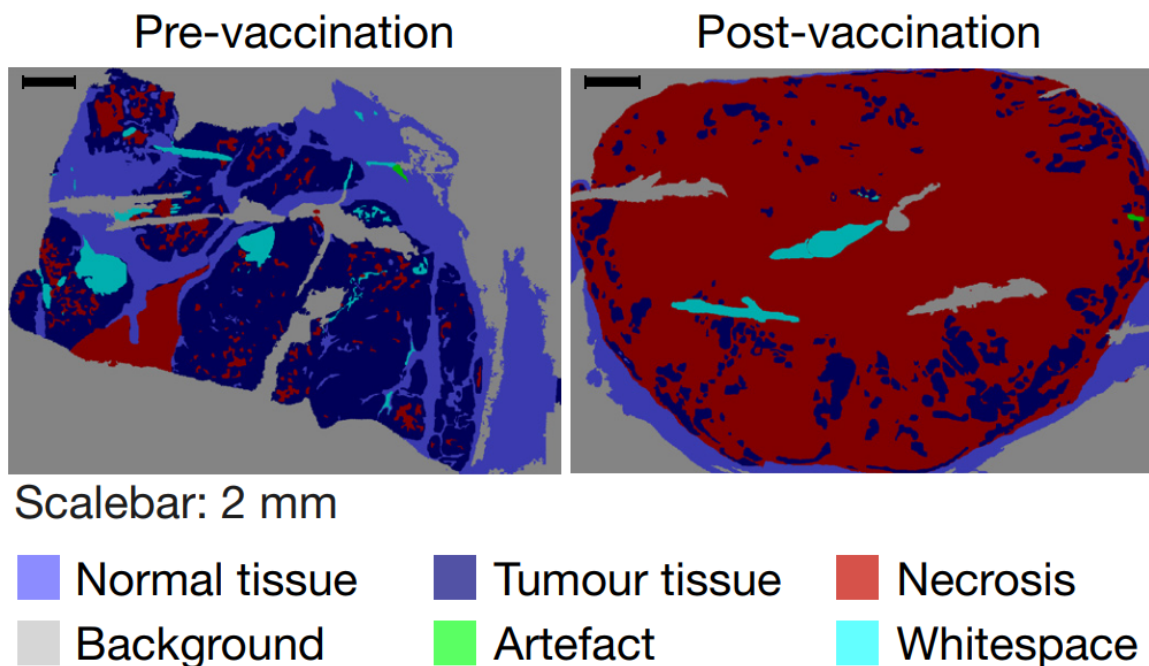 Pre-vaccination Post-vaccination
Scalebar: 2 mm
Normal tissue Tumour tissue Necrosis
Background Artefact Whitespace